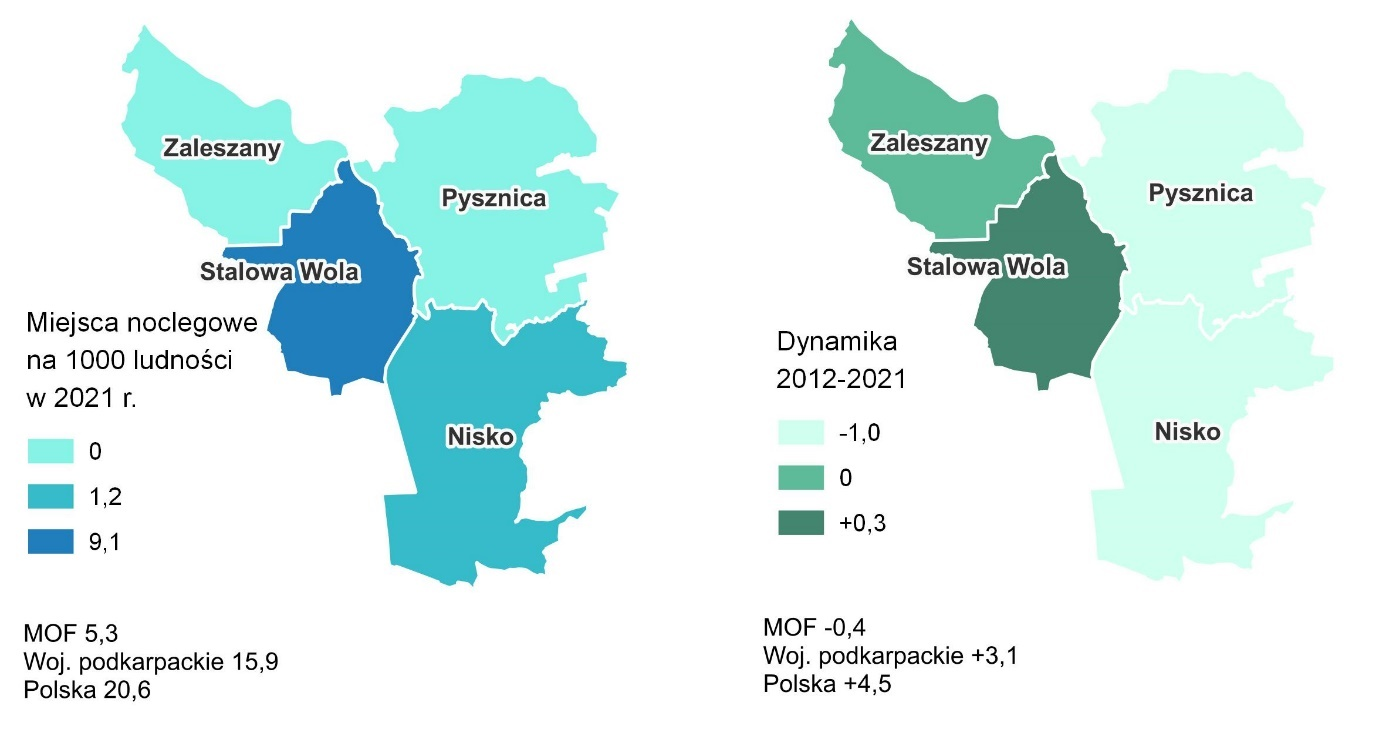 Zaleszany
Pysznica
Stalowa Wola
Nisko
Miejsca noclegowe
na 1000 ludności
w 2021 r.
0
1,2
9,1
MOF 5,3
Woj. podkarpackie 15,9
Polska 20,6
Zaleszany
Pysznica
Stalowa Wola
Nisko
Dynamika
2012-2021
-1,0
0
+0,3
MOF -0,4
Woj. podkarpackie +3,1
Polska +4,5